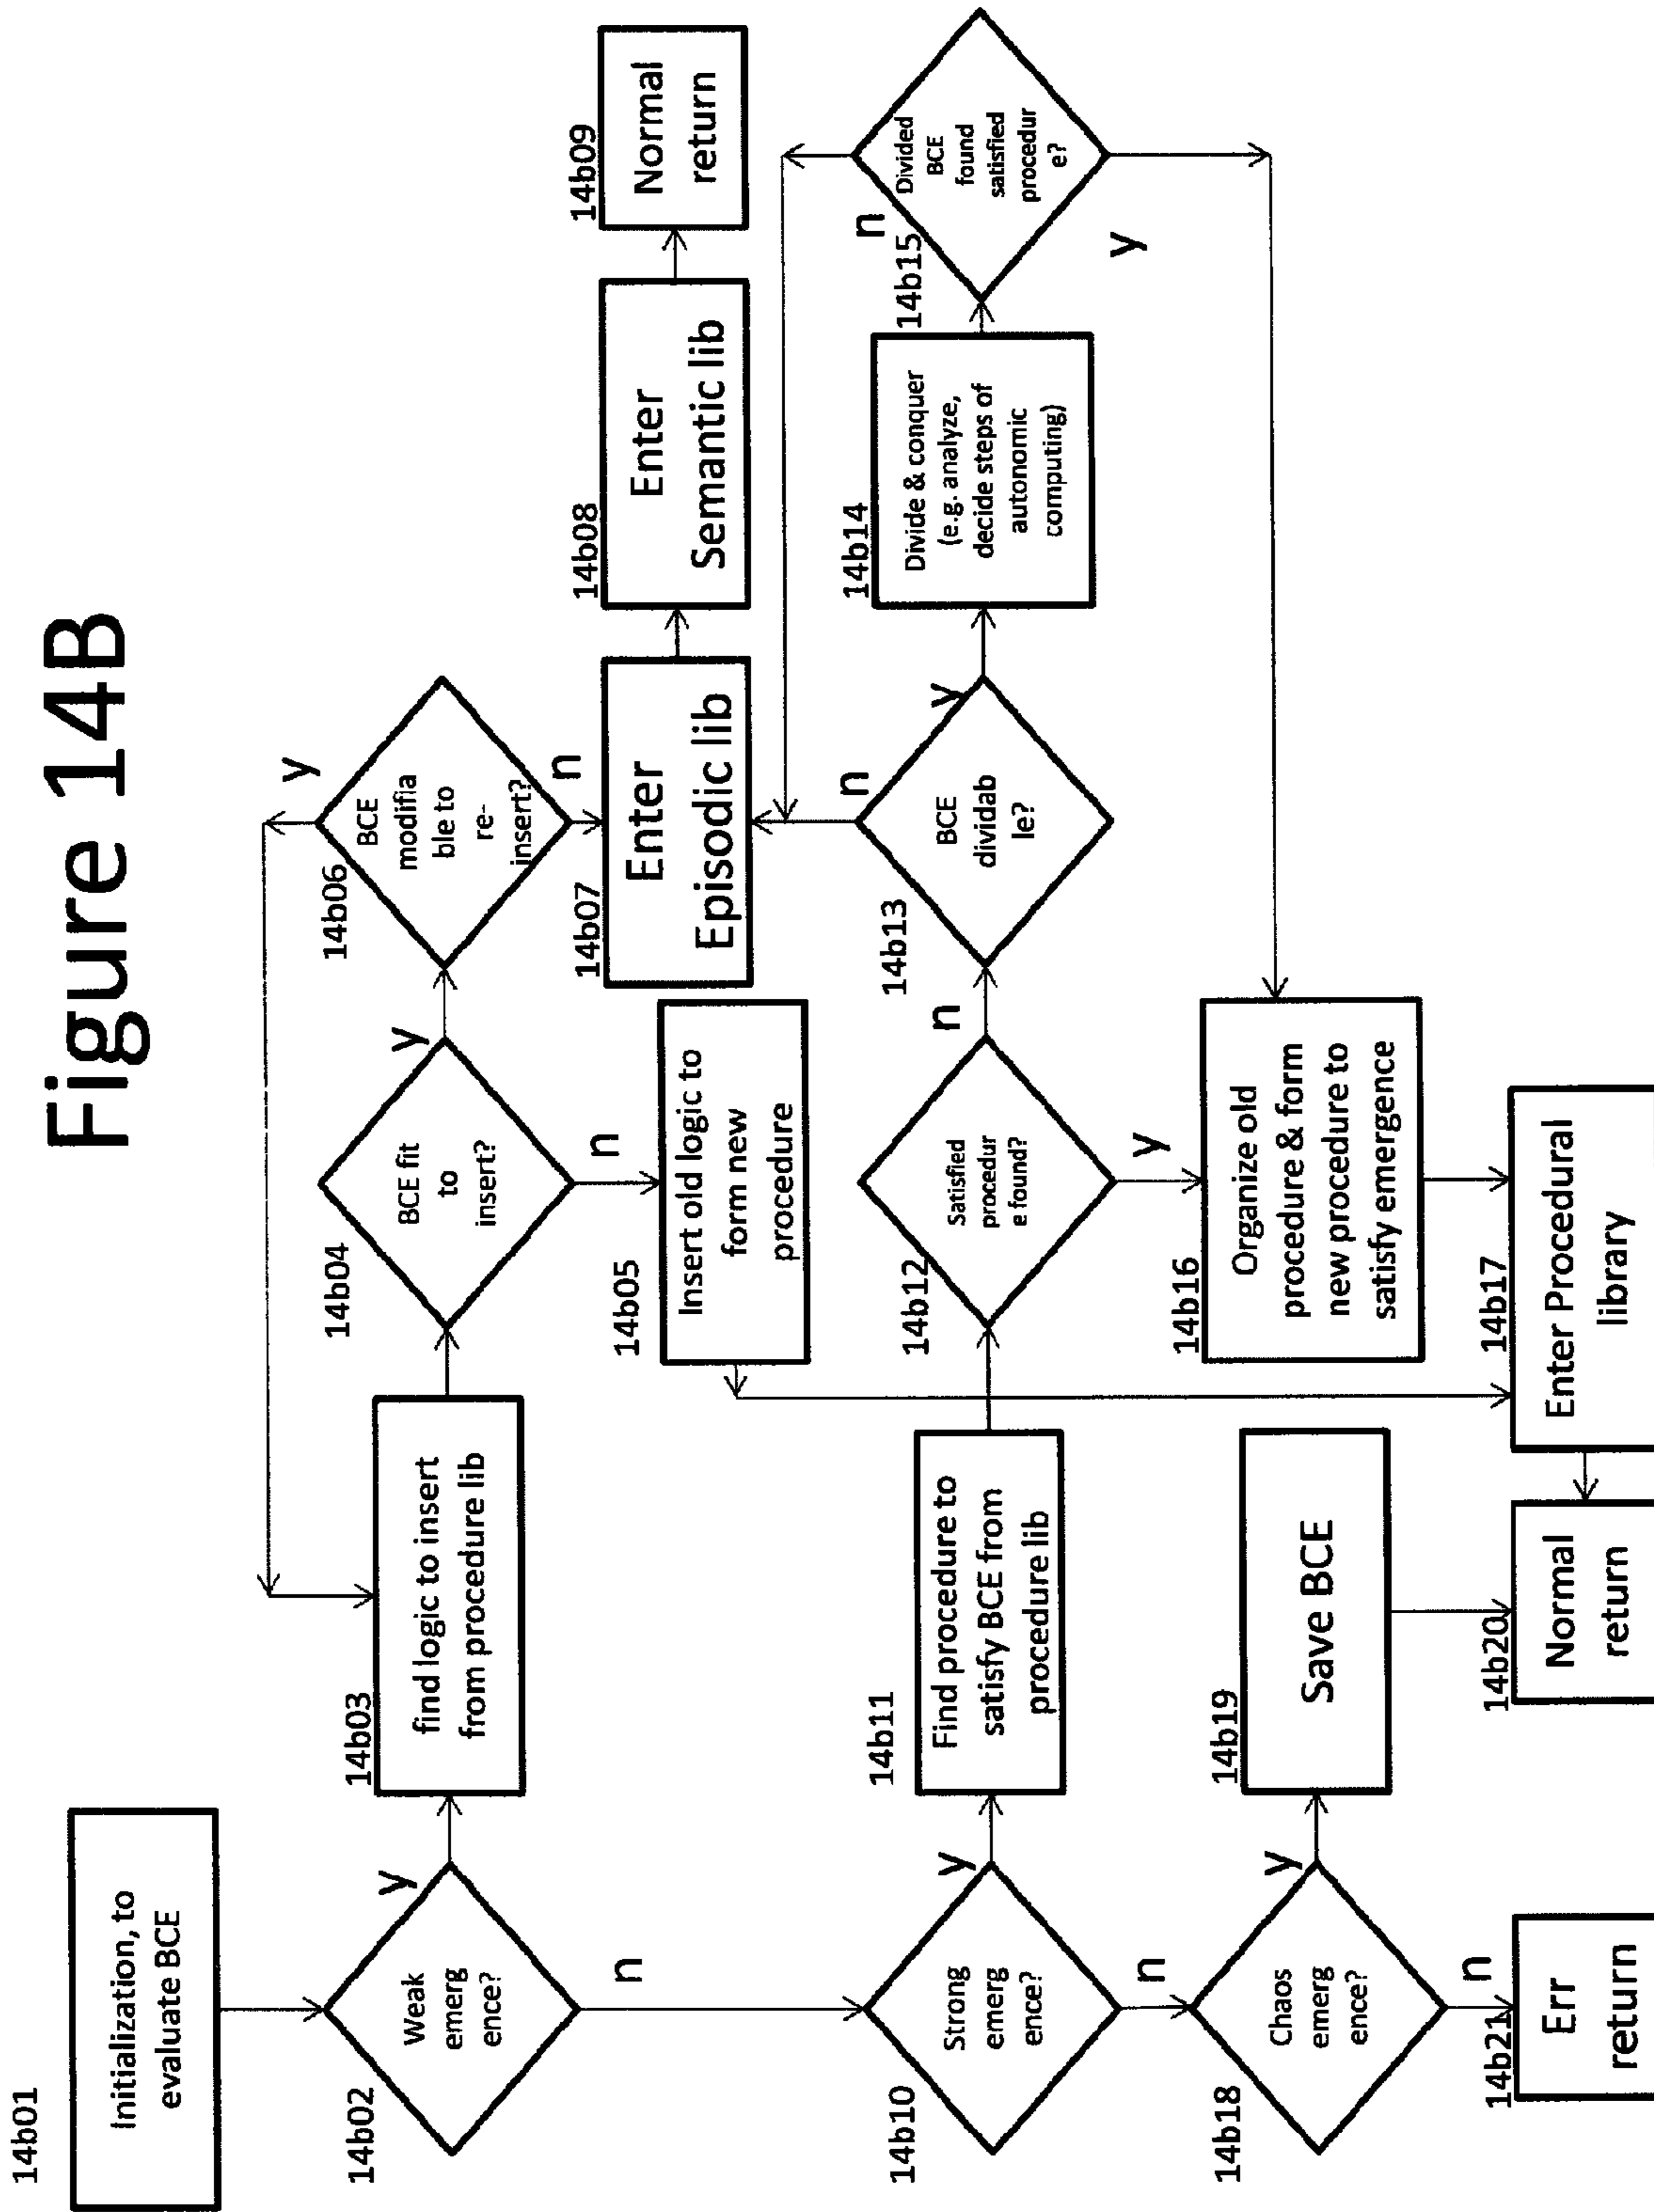 Figure 14B
14b01
Initialization, to
evaluate BCE
14b02
Weak
emerg
ence?
y
n
14b03
find logic to insert
from procedure lib
14b04
BCE fit
to
insert?
y
n
14b05
Insert old logic to
form new
procedure
14b06
BCE
modifia
ble to
re-
insert?
y
n
14b07
Enter
Episodic lib
14b08
Enter
Semantic lib
14b09
Normal
return
14b10
Strong
emerg
ence?
y
n
14b11
Find procedure to
satisfy BCE from
procedure lib
14b12
Satisfied
procedur
e found?
n
y
14b13
BCE
dividab
le?
n
y
14b14
Divide & conquer
(e.g. analyze,
decide steps of
autonomic
computing)
14b15
Divided
BCE
found
satisfied
procedur
e?
n
y
14b16
Organize old
procedure & form
new procedure to
satisfy emergence
14b17
Enter Procedural
library
14b18
Chaos
emerg
ence?
y
n
14b19
Save BCE
14b20
Normal
return
14b21
Err
return